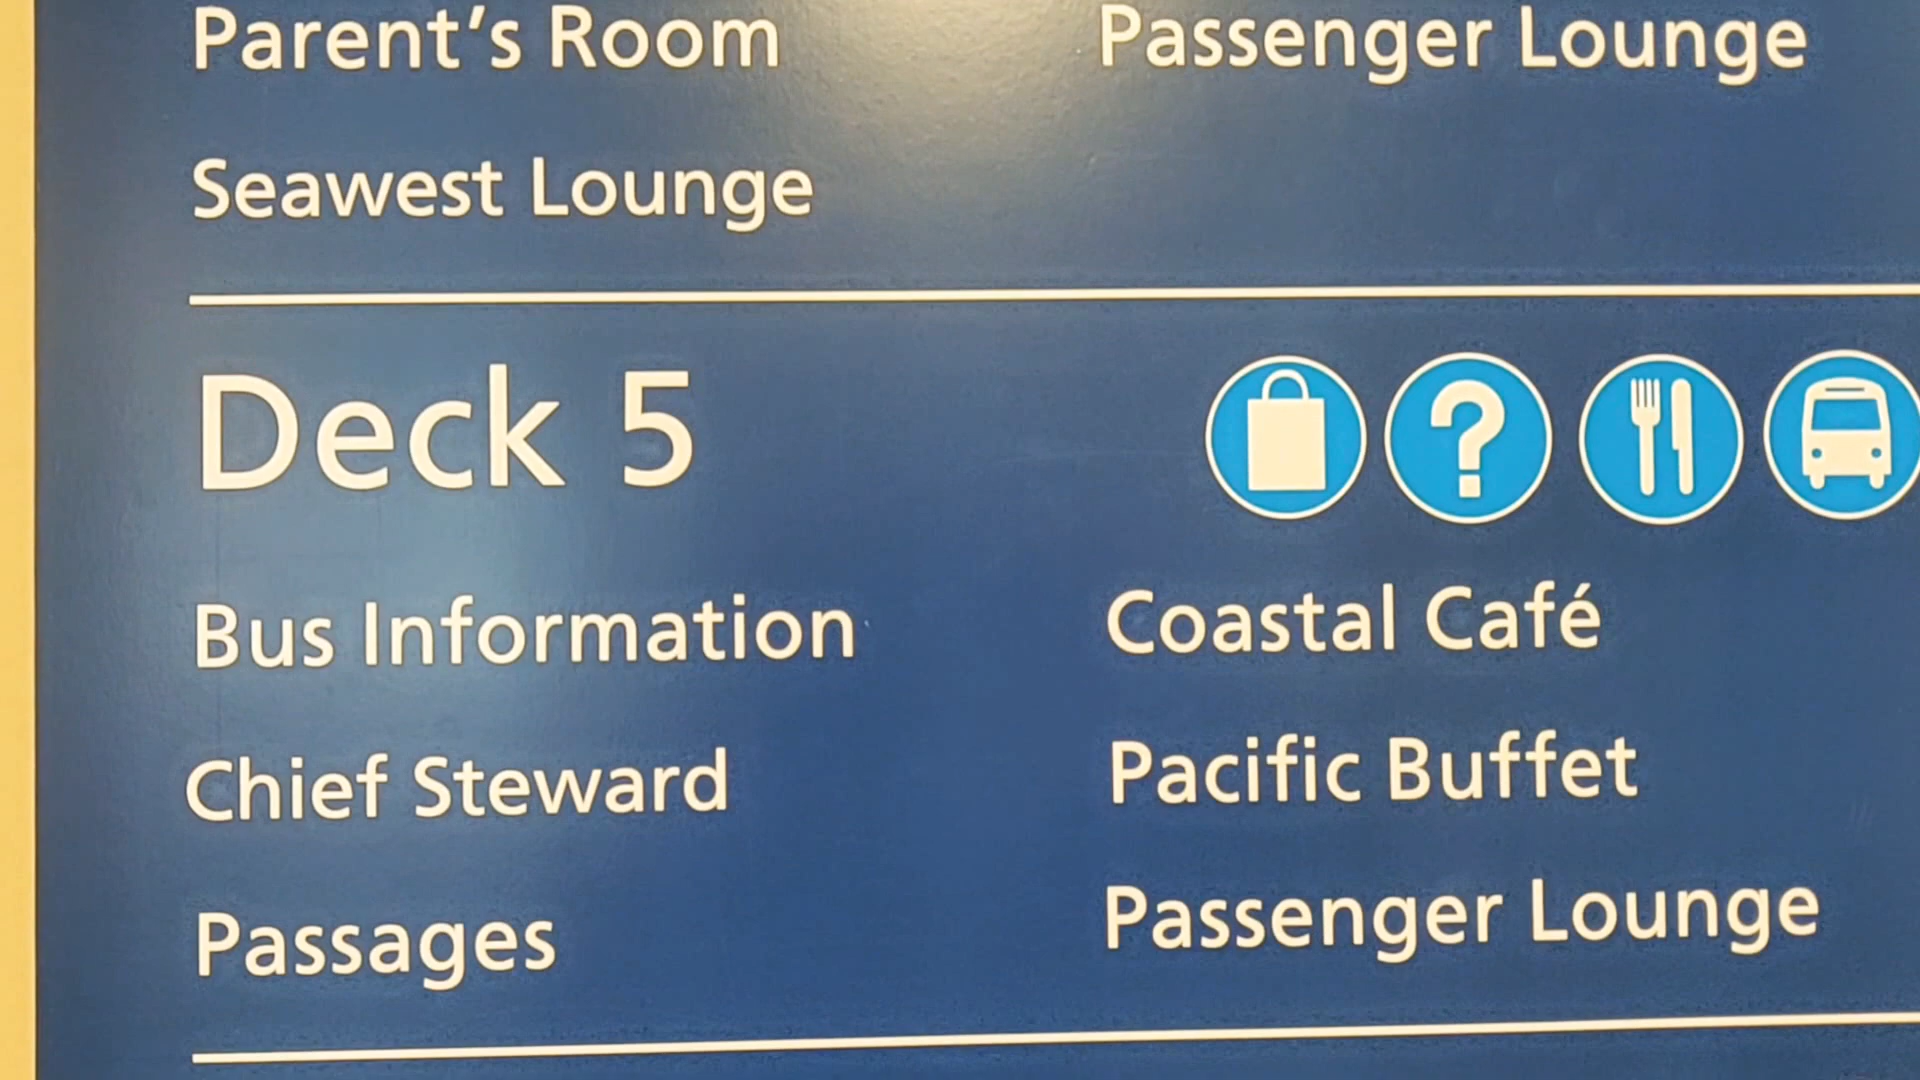 Parent's Room
Passenger Lounge
Seawest Lounge
Deck 5
Bus Information
Coastal Café
Chief Steward
Pacific Buffet
Passages
Passenger Lounge